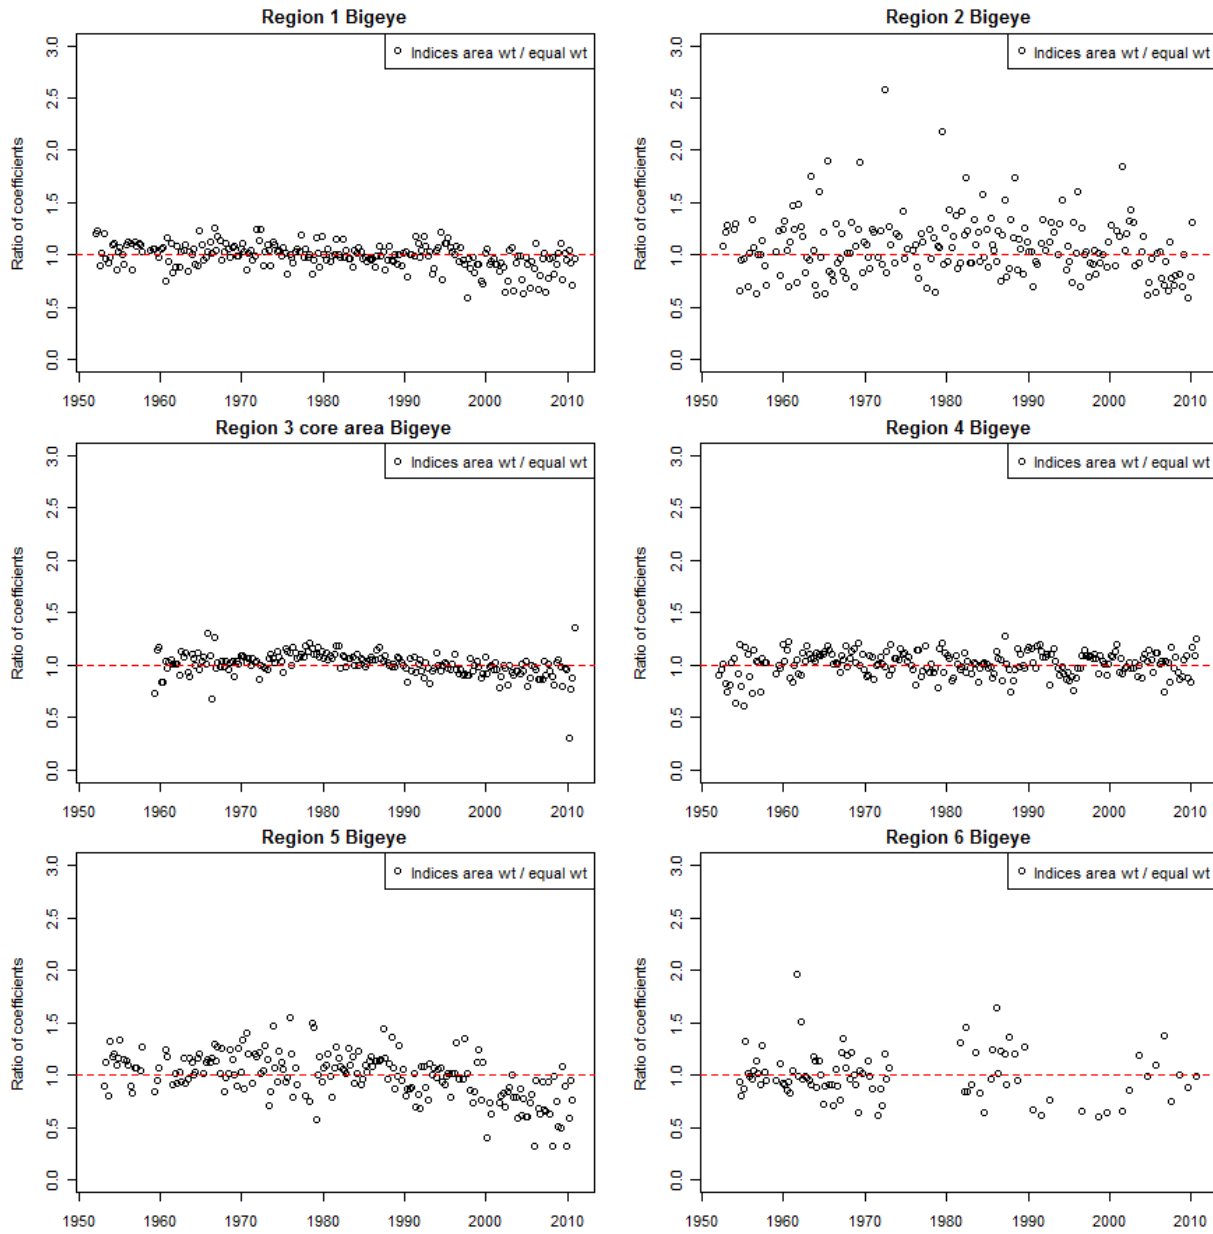 Region 1 Bigeye
Indices area wt / equal wt
Ratio of coefficients
3.0
2.5
2.0
1.5
1.0
0.5
0.0
1950 1960 1970 1980 1990 2000 2010
Region 2 Bigeye
Indices area wt / equal wt
Ratio of coefficients
3.0
2.5
2.0
1.5
1.0
0.5
0.0
1950 1960 1970 1980 1990 2000 2010
Region 3 core area Bigeye
Indices area wt / equal wt
Ratio of coefficients
3.0
2.5
2.0
1.5
1.0
0.5
0.0
1950 1960 1970 1980 1990 2000 2010
Region 4 Bigeye
Indices area wt / equal wt
Ratio of coefficients
3.0
2.5
2.0
1.5
1.0
0.5
0.0
1950 1960 1970 1980 1990 2000 2010
Region 5 Bigeye
Indices area wt / equal wt
Ratio of coefficients
3.0
2.5
2.0
1.5
1.0
0.5
0.0
1950 1960 1970 1980 1990 2000 2010
Region 6 Bigeye
Indices area wt / equal wt
Ratio of coefficients
3.0
2.5
2.0
1.5
1.0
0.5
0.0
1950 1960 1970 1980 1990 2000 2010